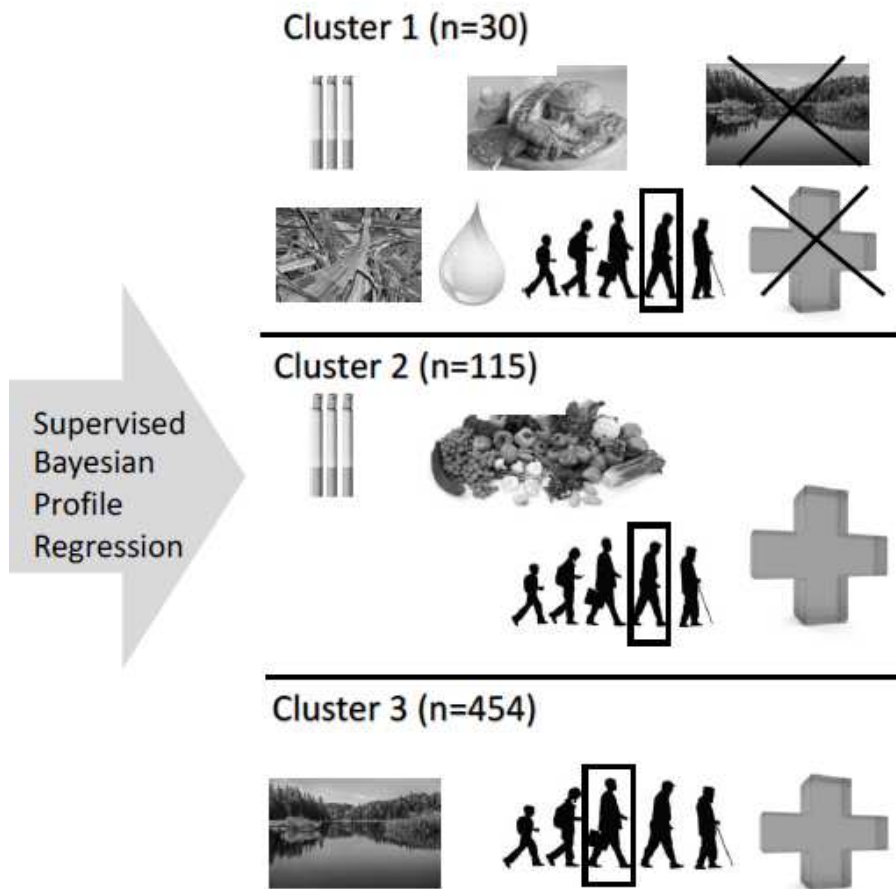 Cluster 1 (n=30)
Supervised
Bayesian
Profile
Regression
Cluster 2 (n=115)
Cluster 3 (n=454)